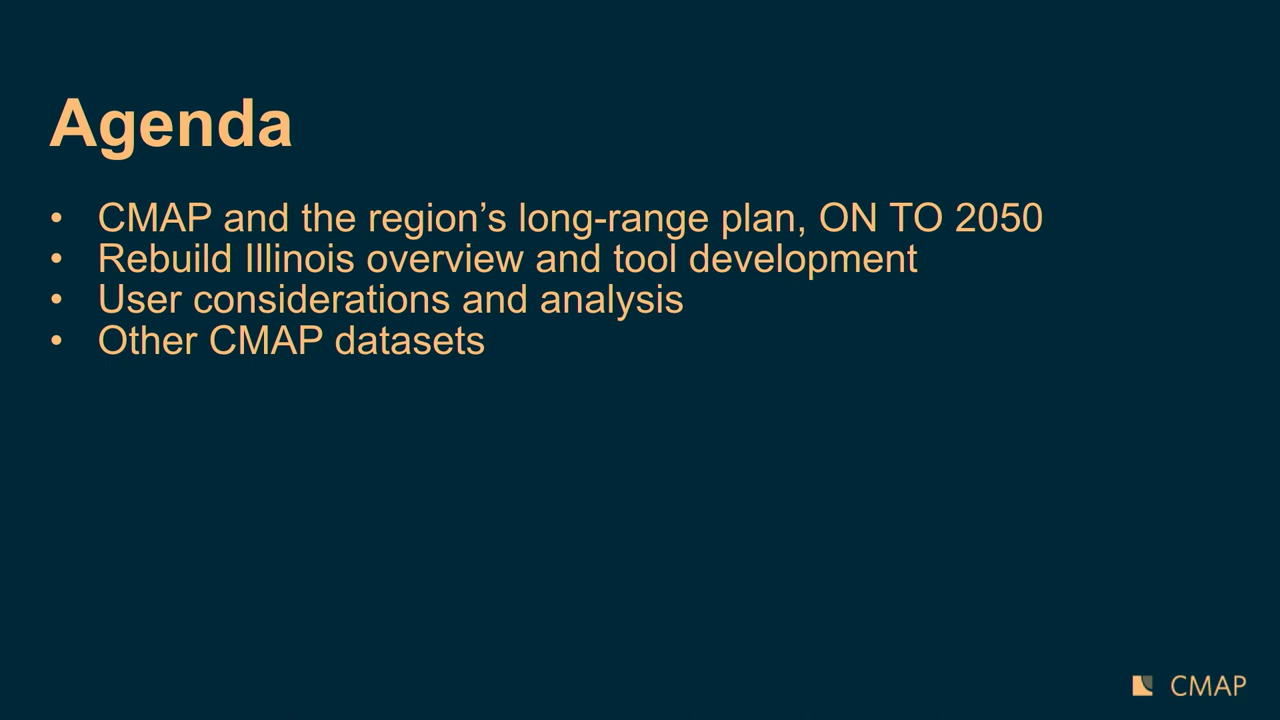 Agenda
• CMAP and the region’s long-range plan, ON TO 2050
• Rebuild Illinois overview and tool development
• User considerations and analysis
• Other CMAP datasets
CMAP